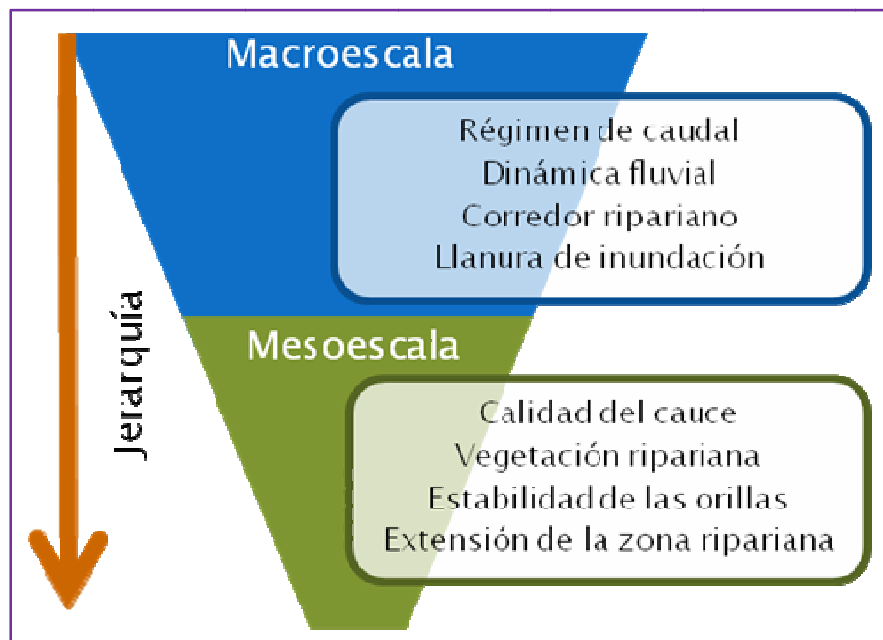 Macroescala
Régimen de caudal
Dinámica fluvial
Corredor ripariano
Llanura de inundación
Jerarquía
Mesoescala
Calidad del cauce
Vegetación ripariana
Estabilidad de las orillas
Extensión de la zona ripariana